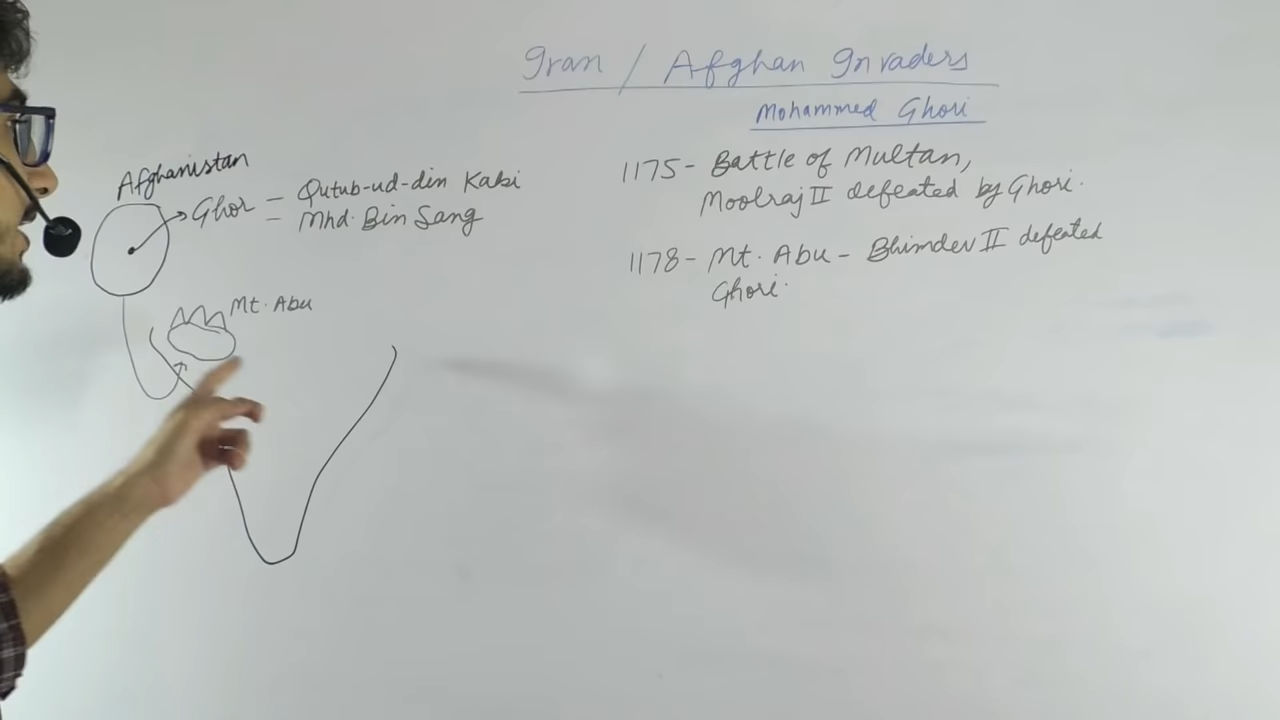 Iran / Afghan Invaders
Mohammed Ghori
Afghanistan
Ghor - Qutub-ud-din Kaki
= Mhd. Bin Sang
Mt. Abu
1175- Battle of Multan,
Moolraj II defeated by Ghori.
1178- Mt. Abu - Bhimdev II defeated
Ghori.